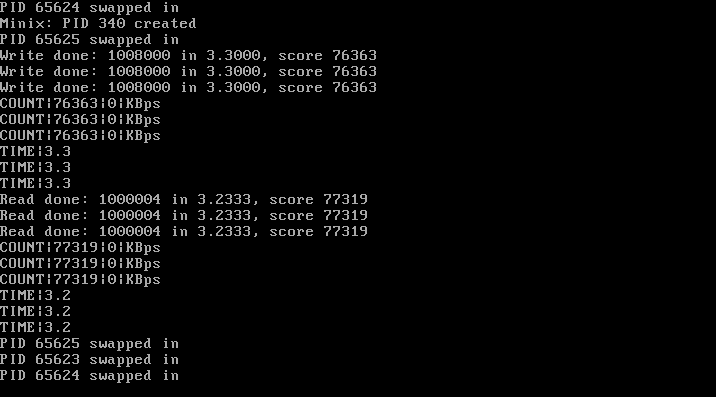 PID 65624 swapped in
Minix: PID 340 created
PID 65625 swapped in
Write done: 1008000 in 3.3000, score 76363
Write done: 1008000 in 3.3000, score 76363
Write done: 1008000 in 3.3000, score 76363
COUNT|76363|0|KBps
COUNT|76363|0|KBps
COUNT|76363|0|KBps
TIME|3.3
TIME|3.3
TIME|3.3
Read done: 1000004 in 3.2333, score 77319
Read done: 1000004 in 3.2333, score 77319
Read done: 1000004 in 3.2333, score 77319
COUNT|77319|0|KBps
COUNT|77319|0|KBps
COUNT|77319|0|KBps
TIME|3.2
TIME|3.2
TIME|3.2
PID 65625 swapped in
PID 65623 swapped in
PID 65624 swapped in